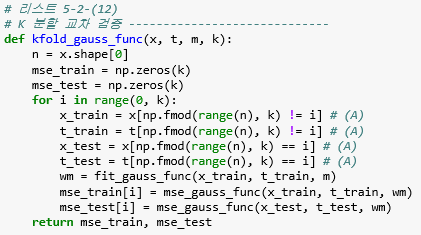 # 리스트 5-2-(12)
# K 분할 교차 검증 ----------------------------
def kfold_gauss_func(x, t, m, k):
    n = x.shape[0]
    mse_train = np.zeros(k)
    mse_test = np.zeros(k)
    for i in range(0, k):
        x_train = x[np.fmod(range(n), k) != i] # (A)
        t_train = t[np.fmod(range(n), k) != i] # (A)
        x_test = x[np.fmod(range(n), k) == i] # (A)
        t_test = t[np.fmod(range(n), k) == i] # (A)
        wm = fit_gauss_func(x_train, t_train, m)
        mse_train[i] = mse_gauss_func(x_train, t_train, wm)
        mse_test[i] = mse_gauss_func(x_test, t_test, wm)
    return mse_train, mse_test